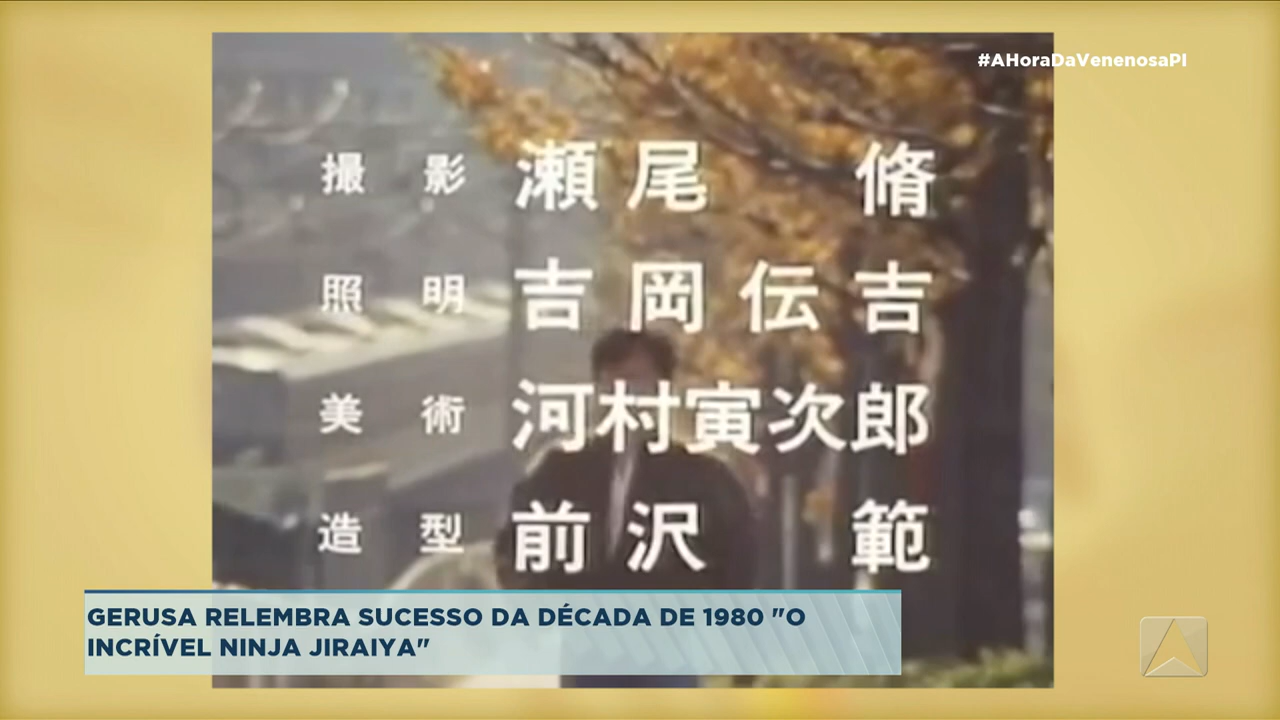 #AHoraDaVenenosaPI
撮影 瀬尾 脩
照明 吉岡伝吉
美術 河村寅次郎
造型 前沢 範
GERUSA RELEMBRA SUCESSO DA DÉCADA DE 1980 "O
INCRÍVEL NINJA JIRAIYA"